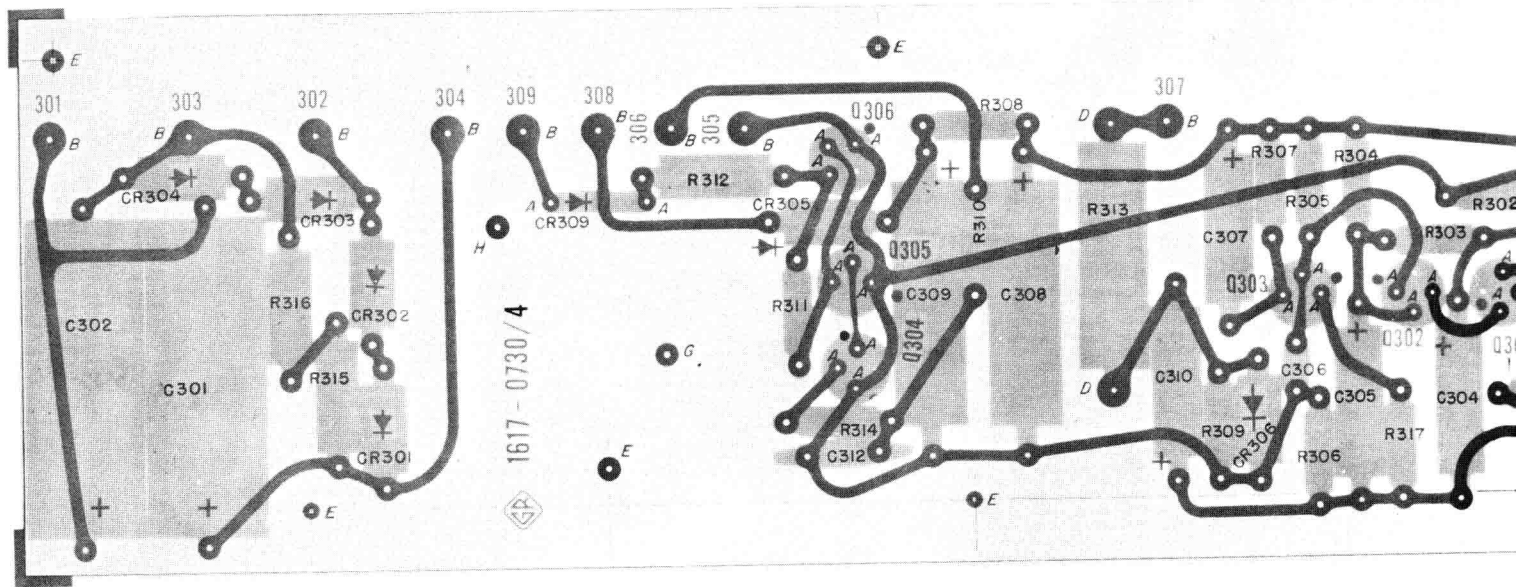 E
E
301
303
302
304
309
308
306
305
Q306
R308
307
D
B
B
B
B
B
B
B
B
B
A
A
R307
R304
R312
CR304
CR303
CR309
A
A
CR305
R310
R313
R305
R302
H
Q305
C307
R303
A
A
R316
R311
C309
C308
Q303
A
A
A
A
A
A
C302
CR302
Q302
1617-0730/4
G
A
A
Q304
C301
R315
C310
C306
C305
C304
D
R314
C312
R309
CR306
R306
R317
CR301
E
E
E
GR
+
+
+
+
+
+
+
+